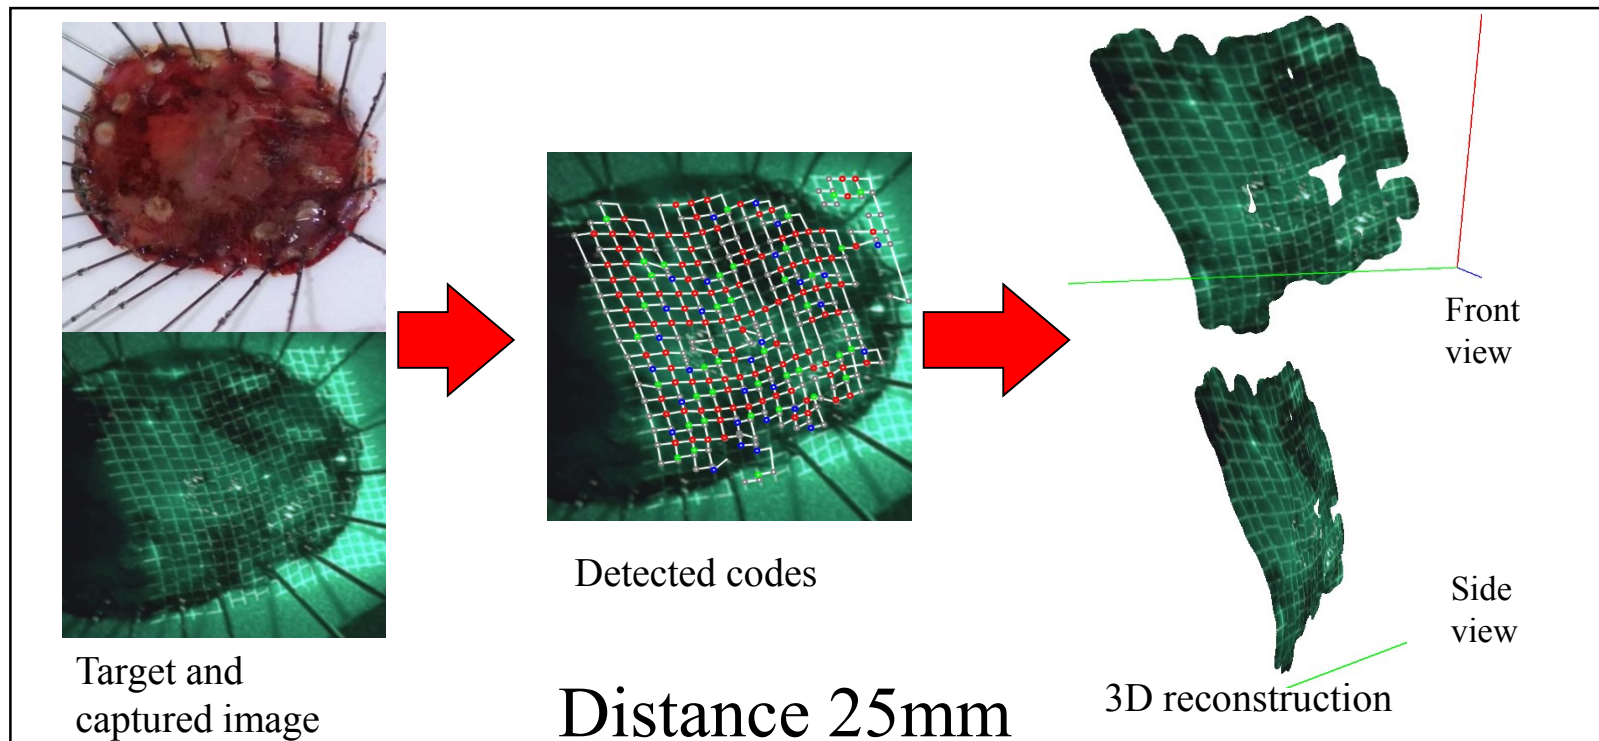 Target and
captured image
Detected codes
Distance 25mm
Front
view
Side
view
3D reconstruction